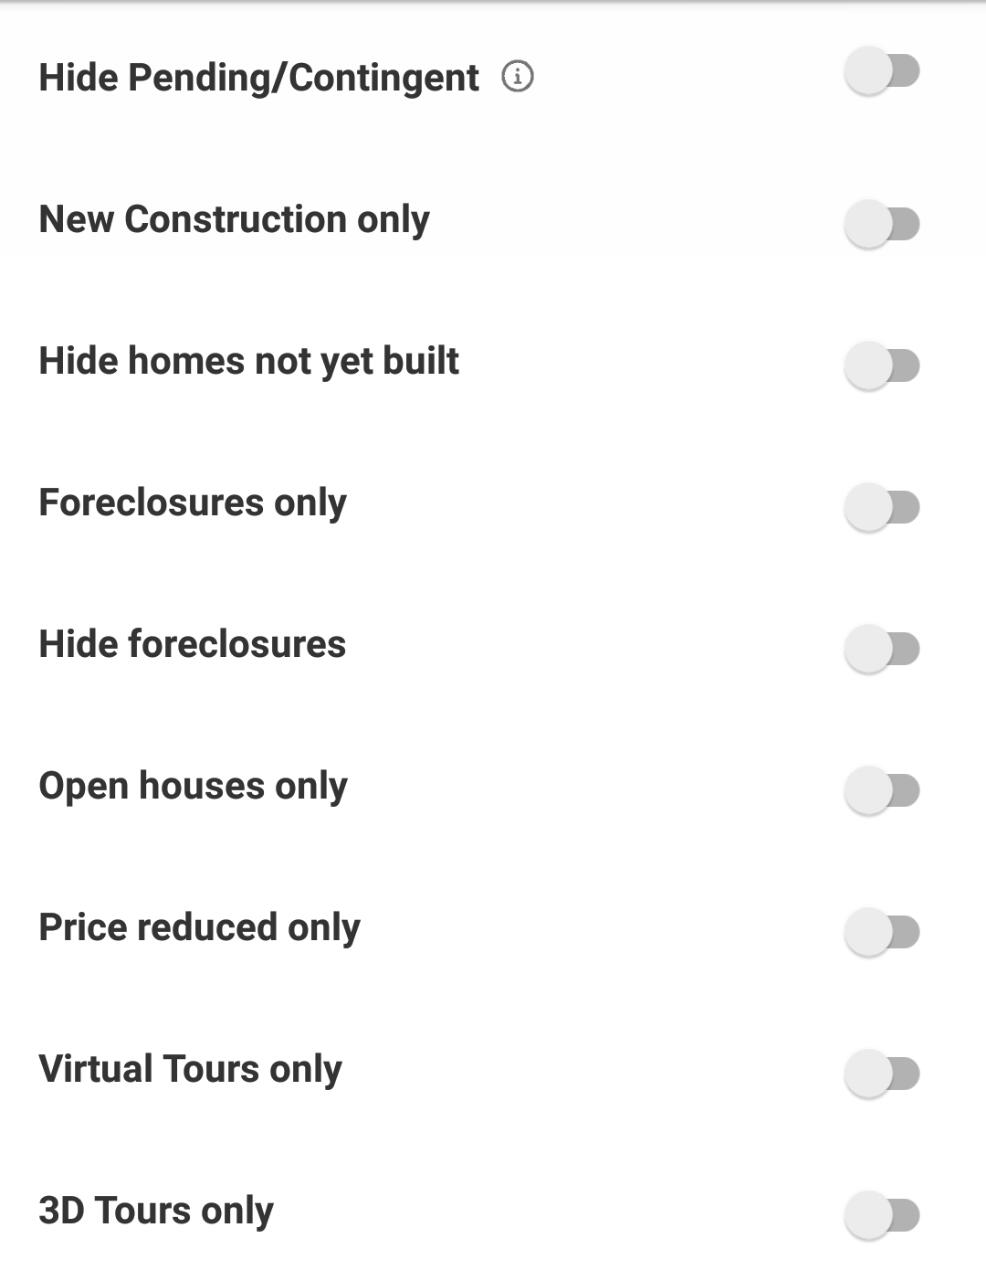 Hide Pending/Contingent
New Construction only
Hide homes not yet built
Foreclosures only
Hide foreclosures
Open houses only
Price reduced only
Virtual Tours only
3D Tours only